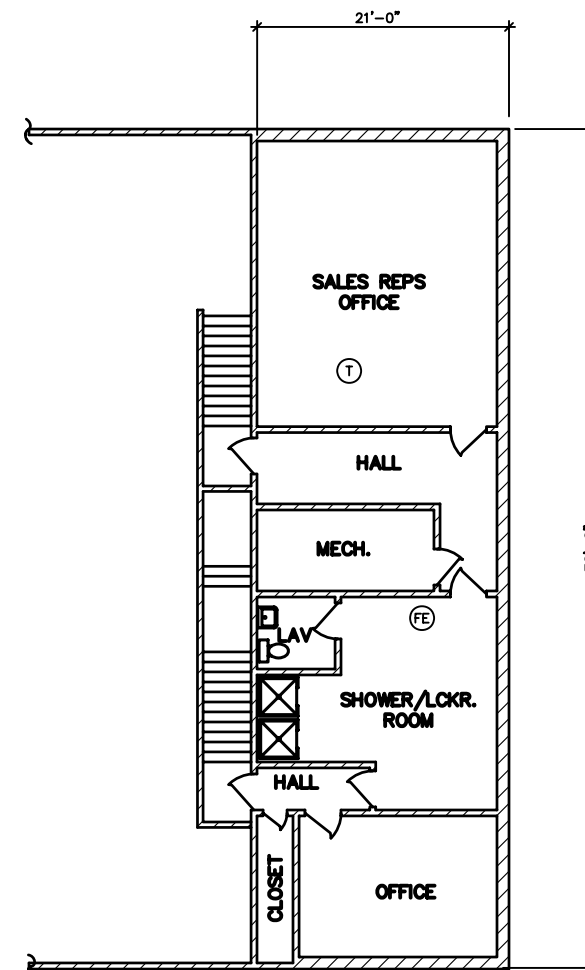 21'-0"
SALES REPS
OFFICE
T
HALL
MECH.
FE
LAV
SHOWER/LCKR.
ROOM
HALL
CLOSET
OFFICE